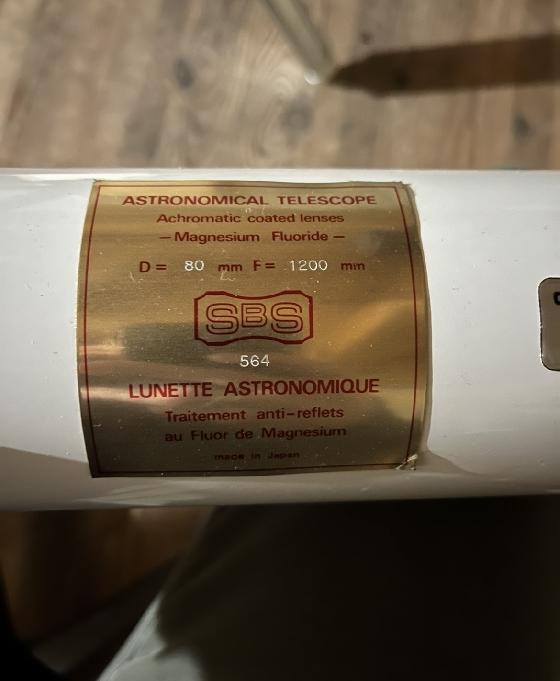 ASTRONOMICAL TELESCOPE
Achromatic coated lenses
—Magnesium Fluoride—
D= 80 mm F= 1200 mm
SBS
564
LUNETTE ASTRONOMIQUE
Traitement anti-reflets
au Fluor de Magnesium
made in Japan